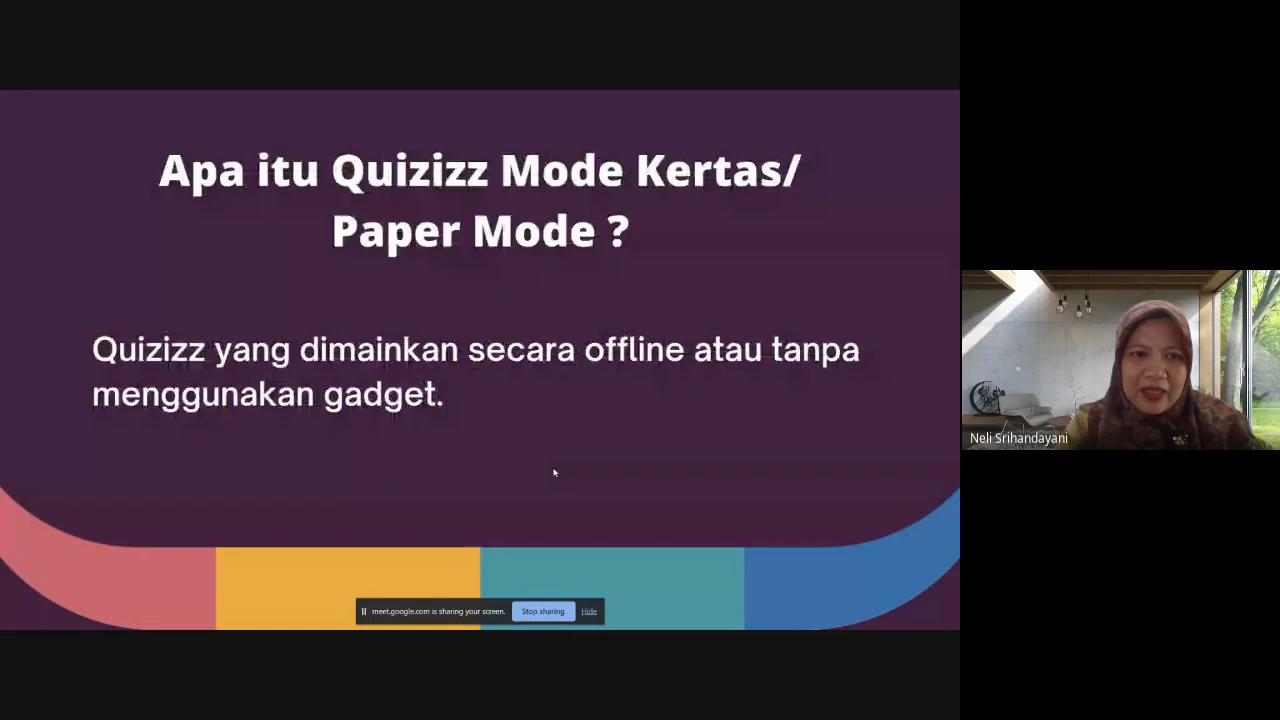 Apa itu Quizizz Mode Kertas/
Paper Mode ?
Quizizz yang dimainkan secara offline atau tanpa
menggunakan gadget.
meet.google.com is sharing your screen.
Stop sharing
Hide
Neli Srihandayani